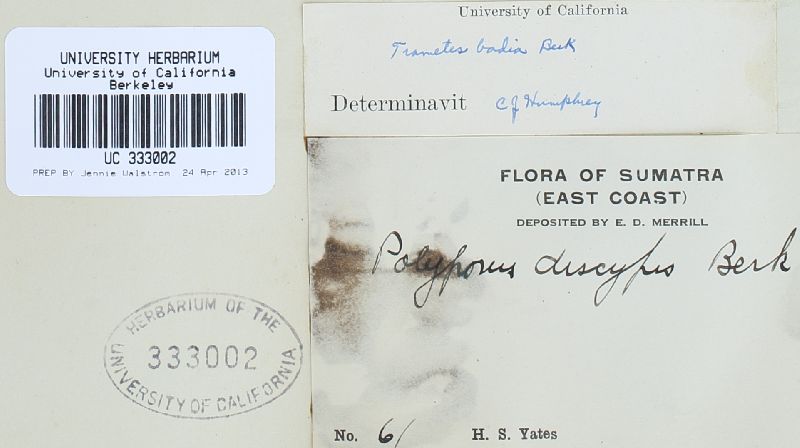 UNIVERSITY HERBARIUM
University of California
Berkeley
UC 333002
PREP BY Jennie Walstrom 24 Apr 2013
University of California
Trametes badia Berk
Determinavit CJ Humphrey
FLORA OF SUMATRA
(EAST COAST)
DEPOSITED BY E. D. MERRILL
Polyporus discypes Berk
HERBARIUM OF THE
333002
UNIVERSITY OF CALIFORNIA
No. 61 H. S. Yates